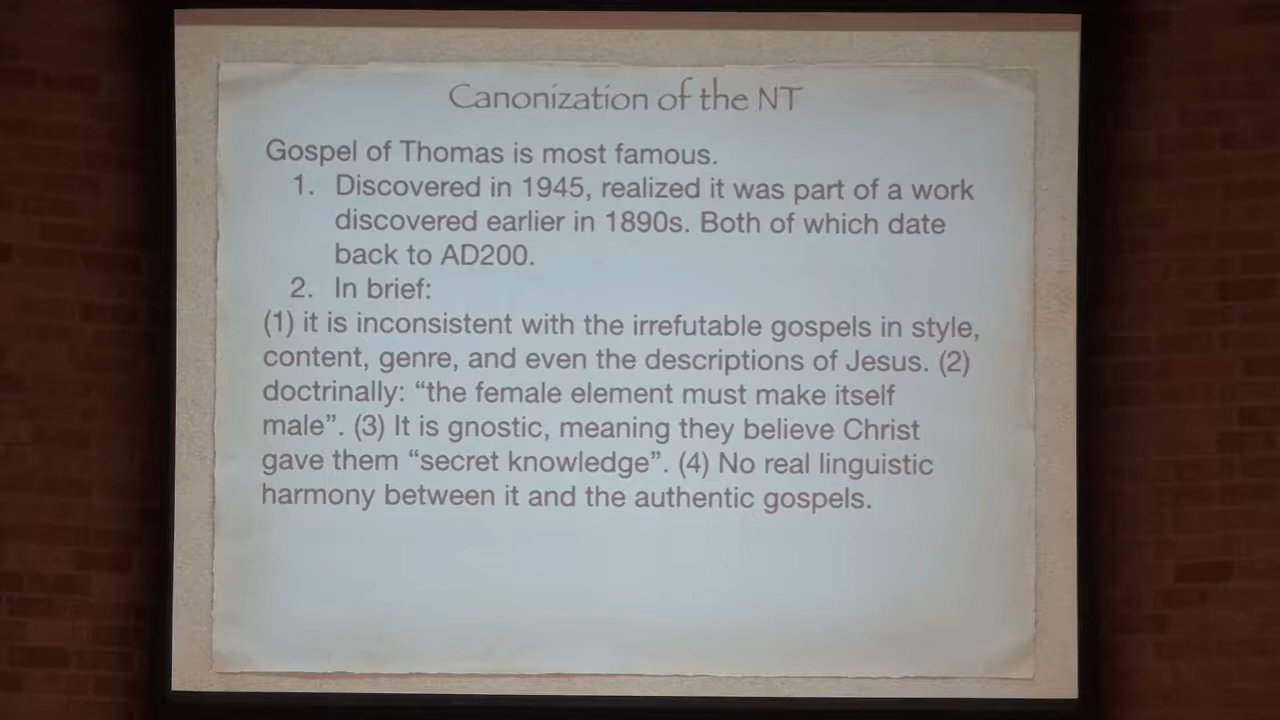 Canonization of the NT
Gospel of Thomas is most famous.
1. Discovered in 1945, realized it was part of a work
discovered earlier in 1890s. Both of which date
back to AD200.
2. In brief:
(1) it is inconsistent with the irrefutable gospels in style,
content, genre, and even the descriptions of Jesus. (2)
doctrinally: “the female element must make itself
male”. (3) It is gnostic, meaning they believe Christ
gave them “secret knowledge”. (4) No real linguistic
harmony between it and the authentic gospels.